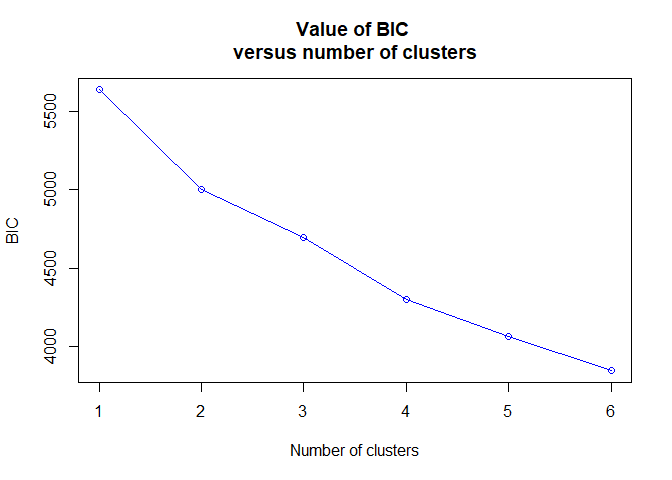 Value of BIC
versus number of clusters
5500
5000
4500
4000
BIC
1 2 3 4 5 6
Number of clusters